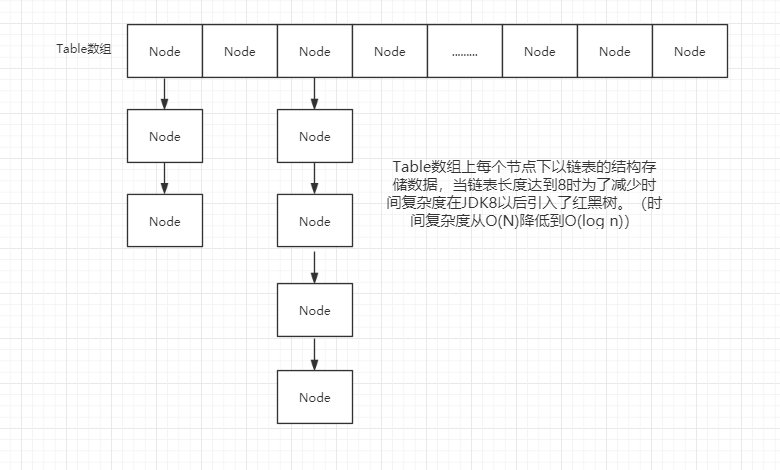 Table数组 Node Node Node Node ......... Node Node Node
Node Node
Node Node
Node
Node
Table数组上每个节点下以链表的结构存
储数据，当链表长度达到8时为了减少时
间复杂度在JDK8以后引入了红黑树。（时
间复杂度从O(N)降低到O(log n)）